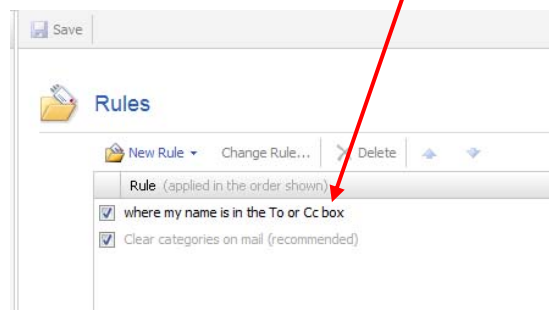 Save
Rules
New Rule Change Rule... Delete
Rule (applied in the order shown)
where my name is in the To or Cc box
Clear categories on mail (recommended)